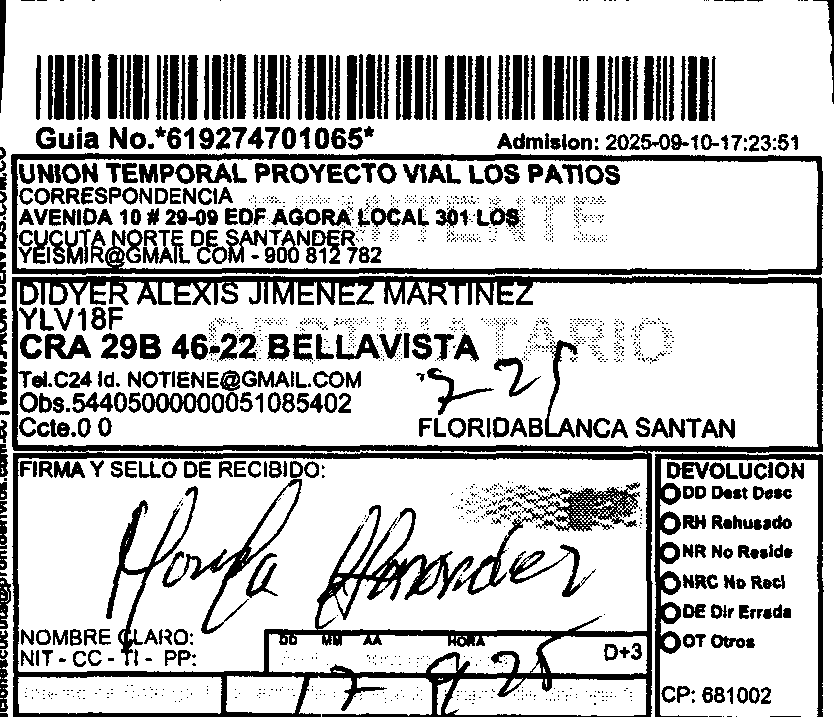 Guia No.*619274701065*
Admision: 2025-09-10-17:23:51
UNION TEMPORAL PROYECTO VIAL LOS PATIOS
CORRESPONDENCIA
AVENIDA 10 # 29-09 EDF AGORA LOCAL 301 LOS
CUCUTA NORTE DE SANTANDER
YEISMIR@GMAIL COM - 900 812 782
REMITENTE
DIDYER ALEXIS JIMENEZ MARTINEZ
YLV18F
DESTINATARIO
CRA 29B 46-22 BELLAVISTA
Tel.C24 Id. NOTIENE@GMAIL.COM
Obs.54405000000051085402
Ccte.0 0
FLORIDABLANCA SANTAN
FIRMA Y SELLO DE RECIBIDO:
NOMBRE CLARO:
NIT - CC - TI - PP:
DD MM AA HORA
D+3
17 9 25
DEVOLUCION
DD Dest Desc
RH Rehusado
NR No Reside
NRC No Recl
DE Dir Errada
OT Otros
CP: 681002